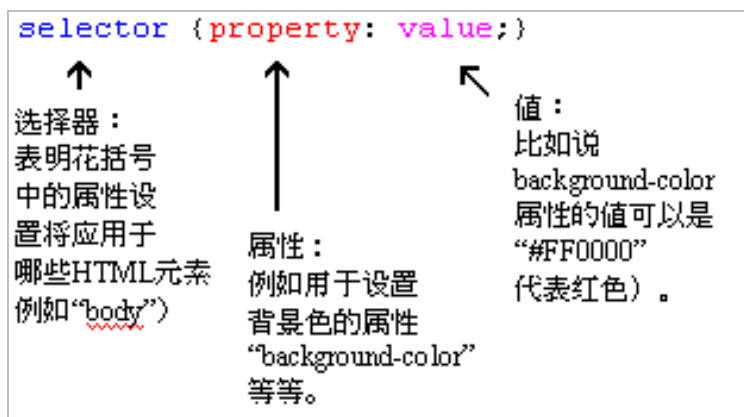 selector {property: value;}
选择器：
表明花括号
中的属性设
置将应用于
哪些HTML元素
例如“body”）
属性：
例如用于设置
背景色的属性
“background-color”
等等。
值：
比如说
background-color
属性的值可以是
“#FF0000”
代表红色）。